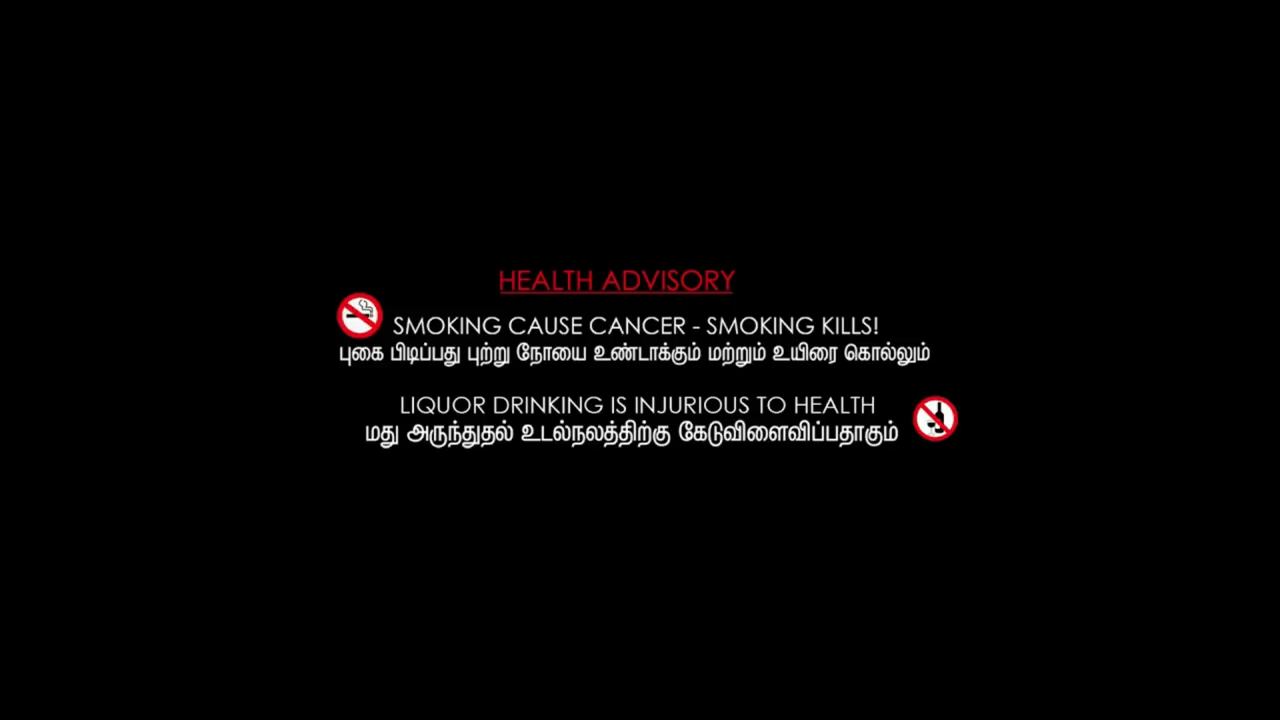 HEALTH ADVISORY
SMOKING CAUSE CANCER - SMOKING KILLS!
புகை பிடிப்பது புற்று நோயை உண்டாக்கும் மற்றும் உயிரை கொல்லும்
LIQUOR DRINKING IS INJURIOUS TO HEALTH
மது அருந்துதல் உடல்நலத்திற்கு கேடுவிளைவிப்பதாகும்